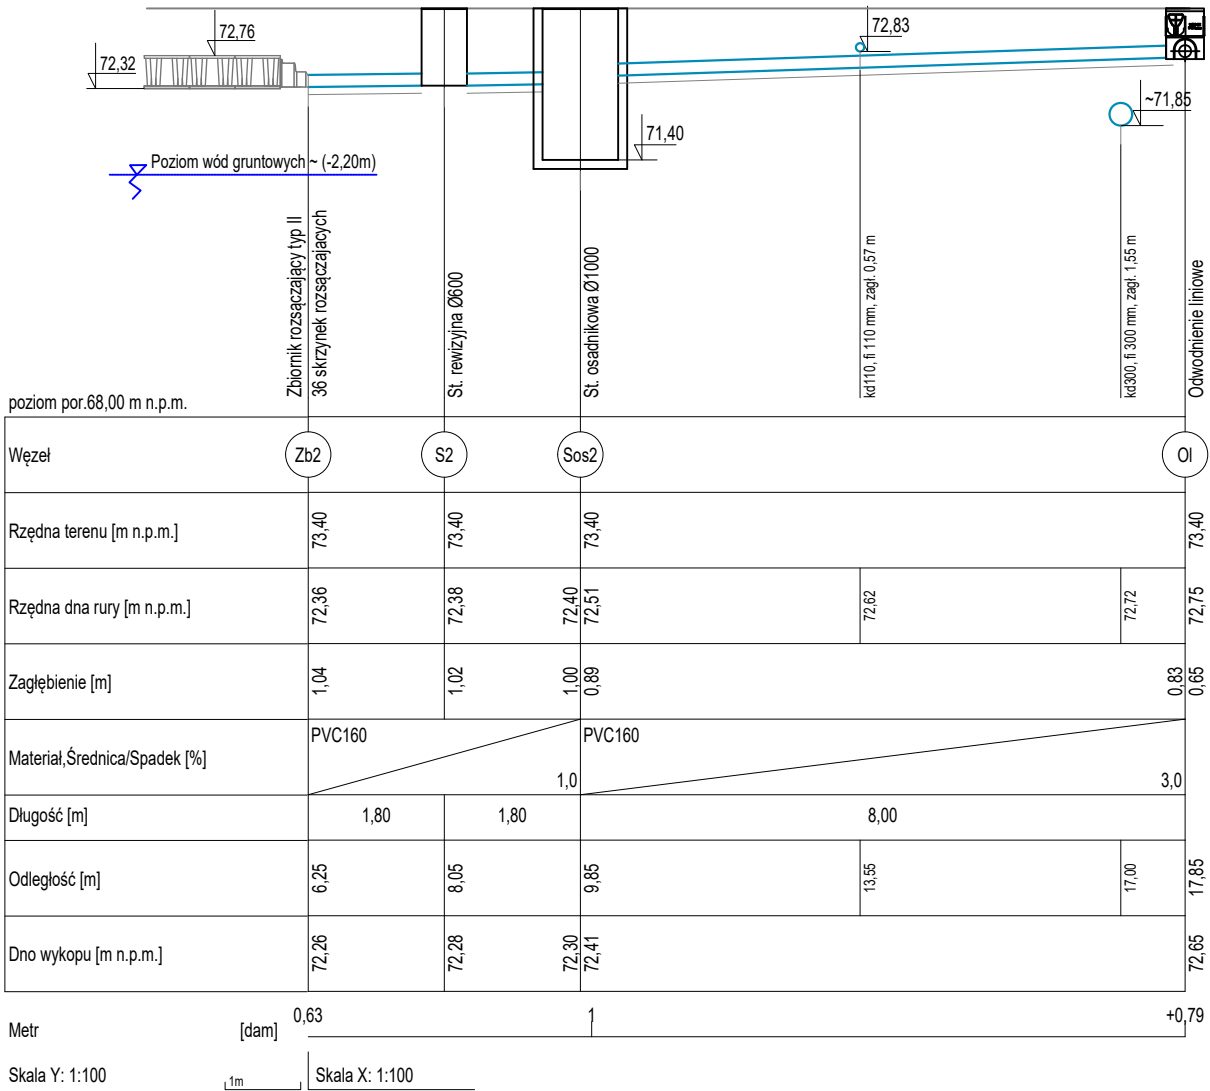 72,76
72,32
72,83
~71,85
71,40
Poziom wód gruntowych ~ (-2,20m)
Zbiornik rozsączający typ II
36 skrzynek rozsączajacych
St. rewizyjna Ø600
St. osadnikowa Ø1000
kd110, fi 110 mm, zagł. 0,57 m
kd300, fi 300 mm, zagł. 1,55 m
Odwodnienie liniowe
poziom por.68,00 m n.p.m.
Węzeł Zb2 S2 Sos2 Ol
Rzędna terenu [m n.p.m.] 73,40 73,40 73,40 73,40
Rzędna dna rury [m n.p.m.] 72,36 72,38 72,40 72,51 72,62 72,72 72,75
Zagłębienie [m] 1,04 1,02 1,00 0,89 0,83 0,65
Materiał,Średnica/Spadek [%] PVC160 1,0 PVC160 3,0
Długość [m] 1,80 1,80 8,00
Odległość [m] 6,25 8,05 9,85 13,55 17,00 17,85
Dno wykopu [m n.p.m.] 72,26 72,28 72,30 72,41 72,65
Metr [dam] 0,63 1 +0,79
Skala Y: 1:100 1m Skala X: 1:100